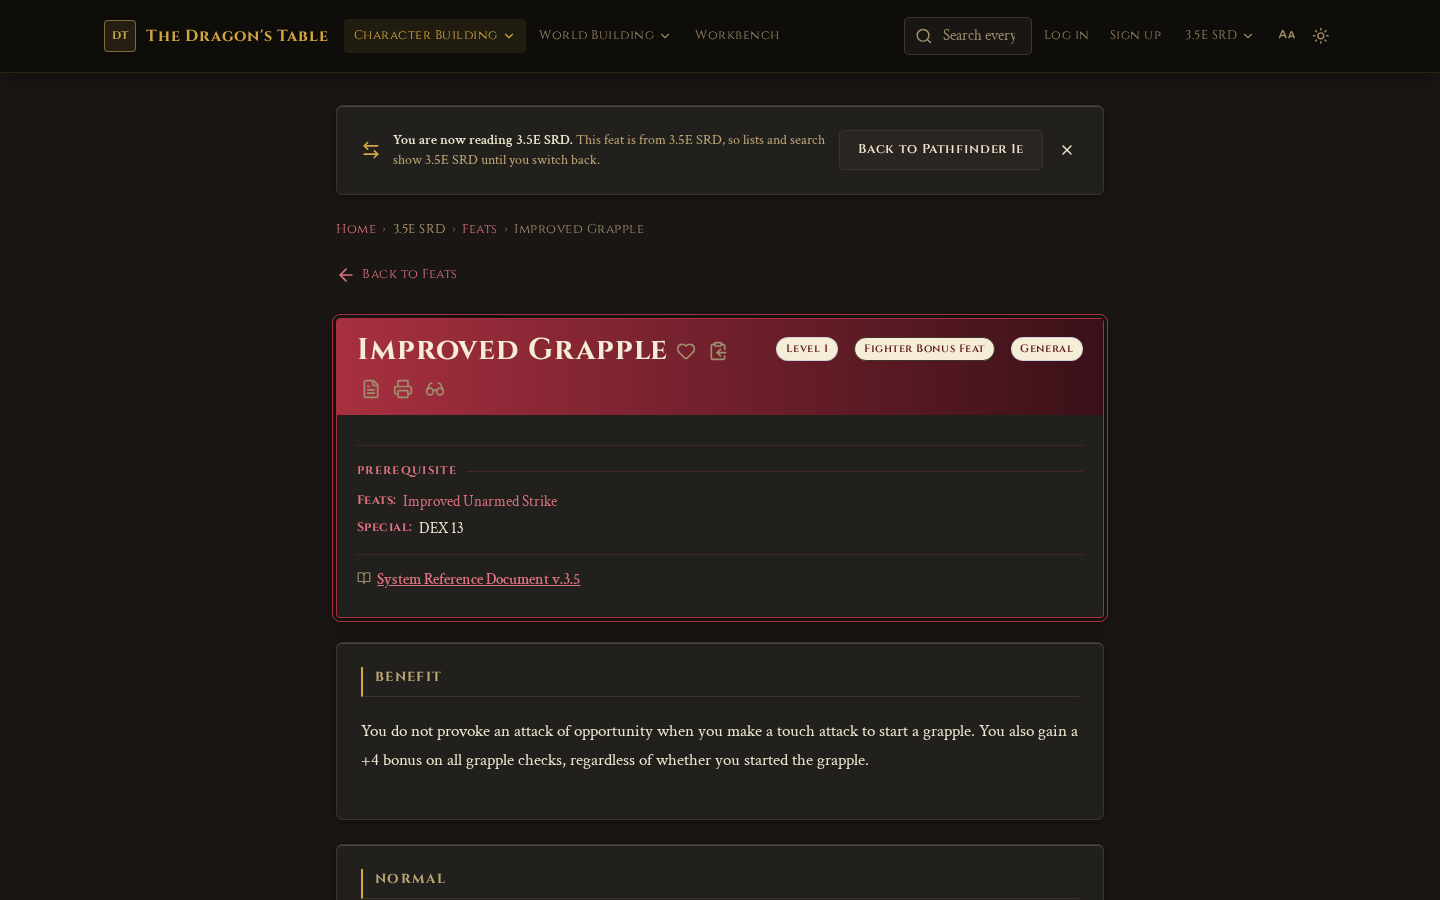 DT The Dragon's Table Character Building World Building Workbench Search every Log in Sign up 3.5E SRD Aa
You are now reading 3.5E SRD. This feat is from 3.5E SRD, so lists and search
show 3.5E SRD until you switch back.
Back to Pathfinder 1e
Home › 3.5E SRD › Feats › Improved Grapple
Back to Feats
Improved Grapple Level 1 Fighter Bonus Feat General
PREREQUISITE
Feats: Improved Unarmed Strike
Special: DEX 13
System Reference Document v.3.5
BENEFIT
You do not provoke an attack of opportunity when you make a touch attack to start a grapple. You also gain a
+4 bonus on all grapple checks, regardless of whether you started the grapple.
NORMAL